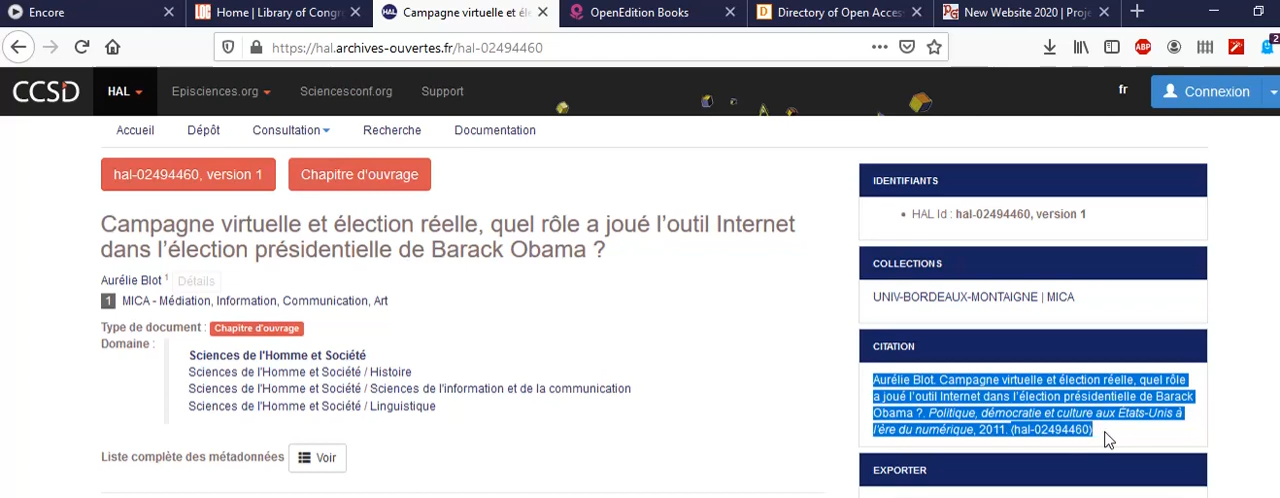 Encore
Home | Library of Congr
Campagne virtuelle et éle
OpenEdition Books
Directory of Open Access
New Website 2020 | Proje
https://hal.archives-ouvertes.fr/hal-02494460
ABP
2
CCSD
HAL
Episciences.org
Sciencesconf.org
Support
fr
Connexion
Accueil
Dépôt
Consultation
Recherche
Documentation
hal-02494460, version 1
Chapitre d'ouvrage
Campagne virtuelle et élection réelle, quel rôle a joué l’outil Internet
dans l’élection présidentielle de Barack Obama ?
Aurélie Blot 1 Détails
1 MICA - Médiation, Information, Communication, Art
Type de document : Chapitre d'ouvrage
Domaine :
Sciences de l'Homme et Société
Sciences de l'Homme et Société / Histoire
Sciences de l'Homme et Société / Sciences de l'information et de la communication
Sciences de l'Homme et Société / Linguistique
Liste complète des métadonnées Voir
IDENTIFIANTS
HAL Id : hal-02494460, version 1
COLLECTIONS
UNIV-BORDEAUX-MONTAIGNE | MICA
CITATION
Aurélie Blot. Campagne virtuelle et élection réelle, quel rôle
a joué l’outil Internet dans l’élection présidentielle de Barack
Obama ?. Politique, démocratie et culture aux États-Unis à
l’ére du numérique, 2011. ⟨hal-02494460⟩
EXPORTER